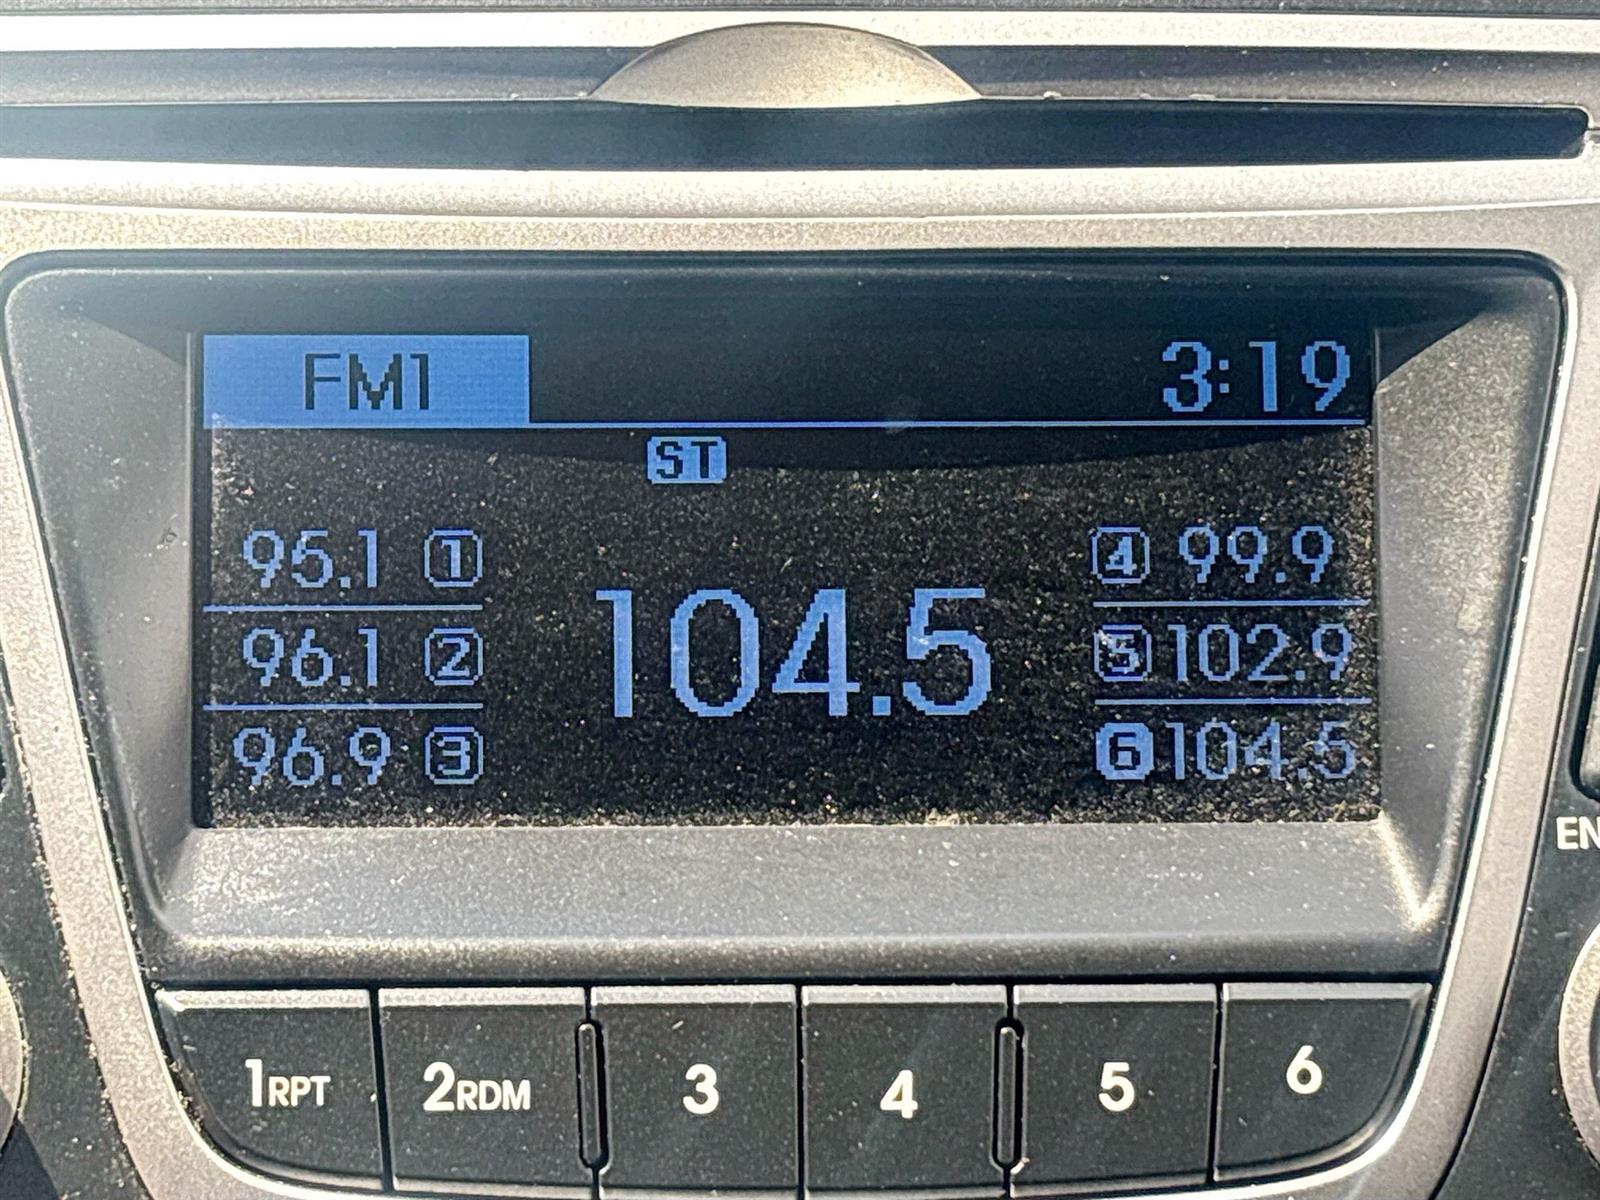 FM1 3:19
ST
95.1 1 4 99.9
104.5
96.1 2 5 102.9
96.9 3 6 104.5
EN
1RPT 2RDM 3 4 5 6